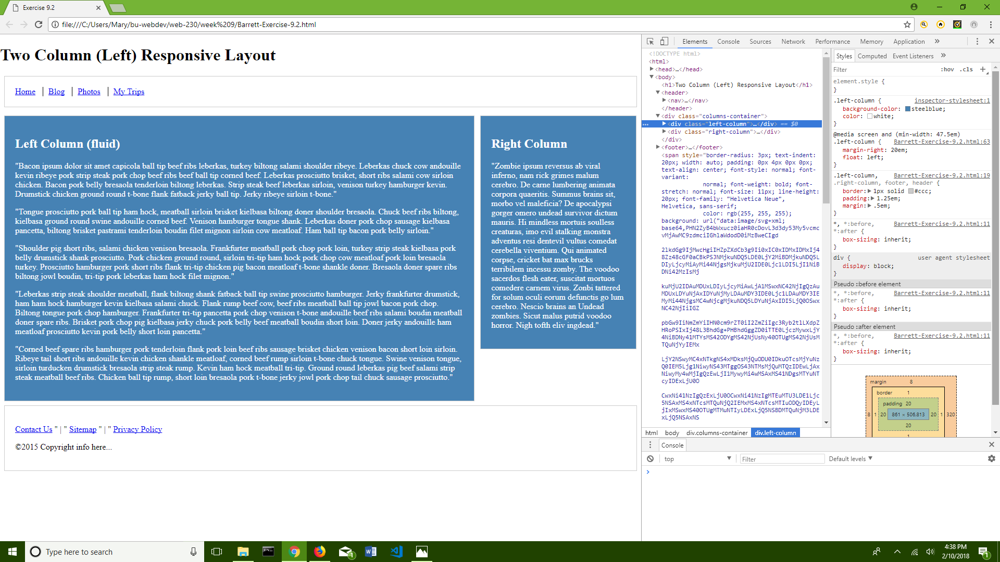 Exercise 9.2
file:///C:/Users/Mary/bu-webdev/web-230/week%209/Barrett-Exercise-9.2.html
Two Column (Left) Responsive Layout
Home
Blog
Photos
My Trips
Left Column (fluid)
"Bacon ipsum dolor sit amet capicola ball tip beef ribs leberkas, turkey biltong salami shoulder ribeye. Leberkas chuck cow andouille
kevin ribeye pork strip steak pork chop beef ribs beef ball tip corned beef. Leberkas prosciutto brisket, short ribs salami cow sirloin
chicken. Bacon pork belly bresaola tenderloin biltong leberkas. Strip steak beef leberkas sirloin, venison turkey hamburger kevin.
Drumstick chicken ground round t-bone flank fatback jerky ball tip. Jerky ribeye sirloin t-bone."
"Tongue prosciutto pork ball tip ham hock, meatball sirloin brisket kielbasa biltong doner shoulder bresaola. Chuck beef ribs biltong,
kielbasa ground round swine andouille corned beef. Venison hamburger tongue shank. Leberkas doner pork chop sausage kielbasa
pancetta, biltong brisket pastrami tenderloin boudin filet mignon sirloin cow meatloaf. Ham ball tip bacon pork belly sirloin."
"Shoulder pig short ribs, salami chicken venison bresaola. Frankfurter meatball pork chop pork loin, turkey strip steak kielbasa pork
belly drumstick shank prosciutto. Pork chicken ground round, sirloin tri-tip ham hock pork chop cow meatloaf pork loin bresaola
turkey. Prosciutto hamburger pork short ribs flank tri-tip chicken pig bacon meatloaf t-bone shankle doner. Bresaola doner spare ribs
biltong jowl boudin, tri-tip pork leberkas ham hock filet mignon."
"Leberkas strip steak shoulder meatball, flank biltong shank fatback ball tip swine prosciutto hamburger. Jerky frankfurter drumstick,
ham ham hock hamburger kevin kielbasa salami chuck. Flank rump beef cow, beef ribs meatball ball tip jowl bacon pork chop.
Biltong tongue pork chop hamburger. Frankfurter tri-tip pancetta pork chop venison t-bone andouille beef ribs salami boudin meatball
doner spare ribs. Brisket pork chop pig kielbasa jerky chuck pork belly beef meatball boudin short loin. Doner jerky andouille ham
meatloaf prosciutto kevin pork belly short loin pancetta."
"Corned beef spare ribs hamburger pork tenderloin flank pork loin beef ribs sausage brisket chicken venison bacon short loin sirloin.
Ribeye tail short ribs andouille kevin chicken shankle meatloaf, corned beef rump sirloin t-bone chuck tongue. Swine venison tongue,
sirloin turducken drumstick bresaola strip steak rump. Kevin ham hock meatball tri-tip. Ground round leberkas pig beef salami strip
steak meatball beef ribs. Chicken ball tip rump, short loin bresaola pork t-bone jerky jowl pork chop tail chuck sausage prosciutto."
Right Column
"Zombie ipsum reversus ab viral
inferno, nam rick grimes malum
cerebro. De carne lumbering animata
corpora quaeritis. Summus brains sit,
morbo vel maleficia? De apocalypsi
gorger omero undead survivor dictum
mauris. Hi mindless mortuis soulless
creaturas, imo evil stalking monstra
adventus resi dentevil vultus comedat
cerebella viventium. Qui animated
corpse, cricket bat max brucks
terribilem incessu zomby. The voodoo
sacerdos flesh eater, suscitat mortuos
comedere carnem virus. Zonbi tattered
for solum oculi eorum defunctis go lum
cerebro. Nescio brains an Undead
zombies. Sicut malus putrid voodoo
horror. Nigh tofth eliv ingdead."
Contact Us " | " Sitemap " | " Privacy Policy
©2015 Copyright info here...
Elements Console Sources Network Performance Memory Application »
<!DOCTYPE html>
<html>
<head>…</head>
<body>
<h1>Two Column (Left) Responsive Layout</h1>
<header>
<nav>…</nav>
</header>
<div class="columns-container">
<div class="left-column">…</div> == $0
<div class="right-column">…</div>
</div>
<footer>…</footer>
<span style="border-radius: 3px; text-indent:
20px; width: auto; padding: 0px 4px 0px 0px;
text-align: center; font-style: normal; font-
variant:
normal; font-weight: bold; font-
stretch: normal; font-size: 11px; line-height:
20px; font-family: "Helvetica Neue",
Helvetica, sans-serif;
color: rgb(255, 255, 255);
background: url("data:image/svg+xml;
html body div.columns-container div.left-column
Styles Computed Event Listeners »
Filter :hov .cls +
element.style {
}
.left-column { inspector-stylesheet:1
background-color: steelblue;
color: white;
}
@media screen and (min-width: 47.5em)
.left-column { Barrett-Exercise-9.2.html:63
margin-right: 20em;
float: left;
}
.left-column, Barrett-Exercise-9.2.html:19
.right-column, footer, header {
border: 1px solid #ccc;
padding: 1.25em;
margin: .5em;
}
*, *:before, Barrett-Exercise-9.2.html:11
*:after {
box-sizing: inherit;
}
div { user agent stylesheet
display: block;
}
Pseudo ::before element
*, *:before, Barrett-Exercise-9.2.html:11
*:after {
box-sizing: inherit;
}
Pseudo ::after element
*, *:before, Barrett-Exercise-9.2.html:11
*:after {
box-sizing: inherit;
}
margin 8
border 1
padding 20
8 1 20 861 × 506.813 20 1 320
20
Console
top Filter Default levels
Type here to search
1
4:38 PM
2/10/2018
1